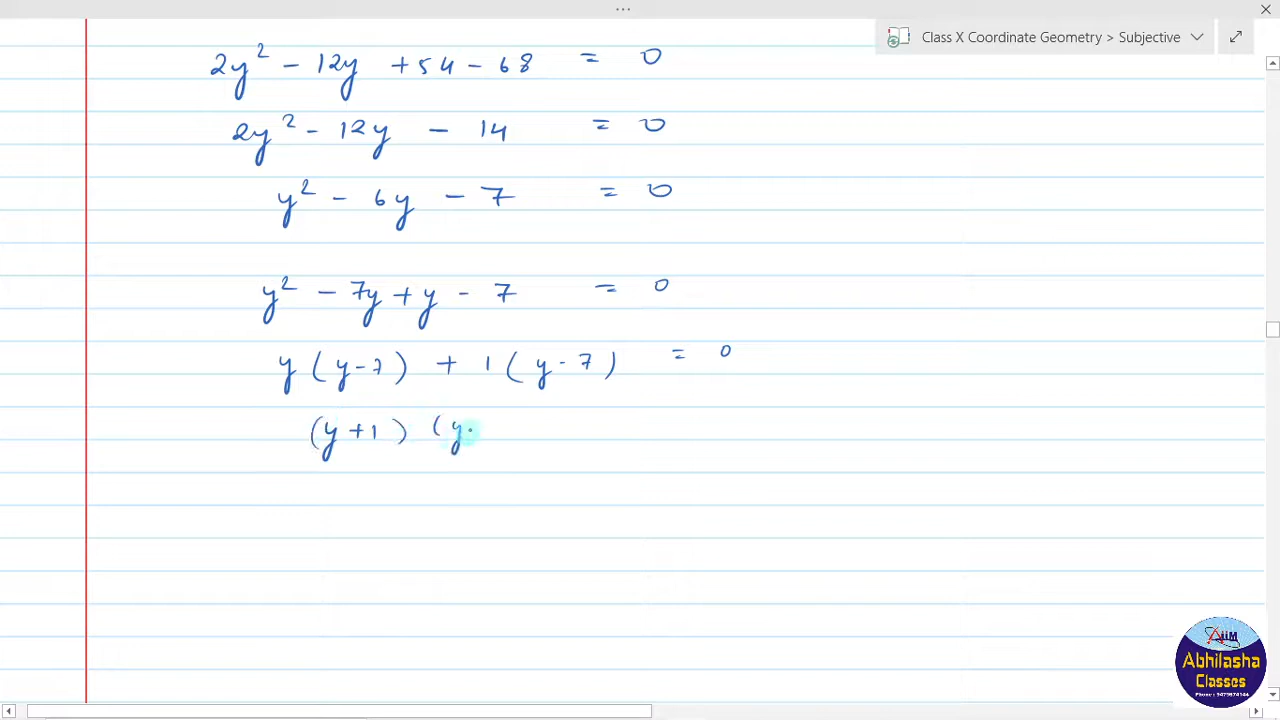 Class X Coordinate Geometry > Subjective
2y² - 12y + 54 - 68 = 0
2y² - 12y - 14 = 0
y² - 6y - 7 = 0
y² - 7y + y - 7 = 0
y (y-7) + 1 (y-7) = 0
(y+1) (y
AIIM
Abhilasha
Classes